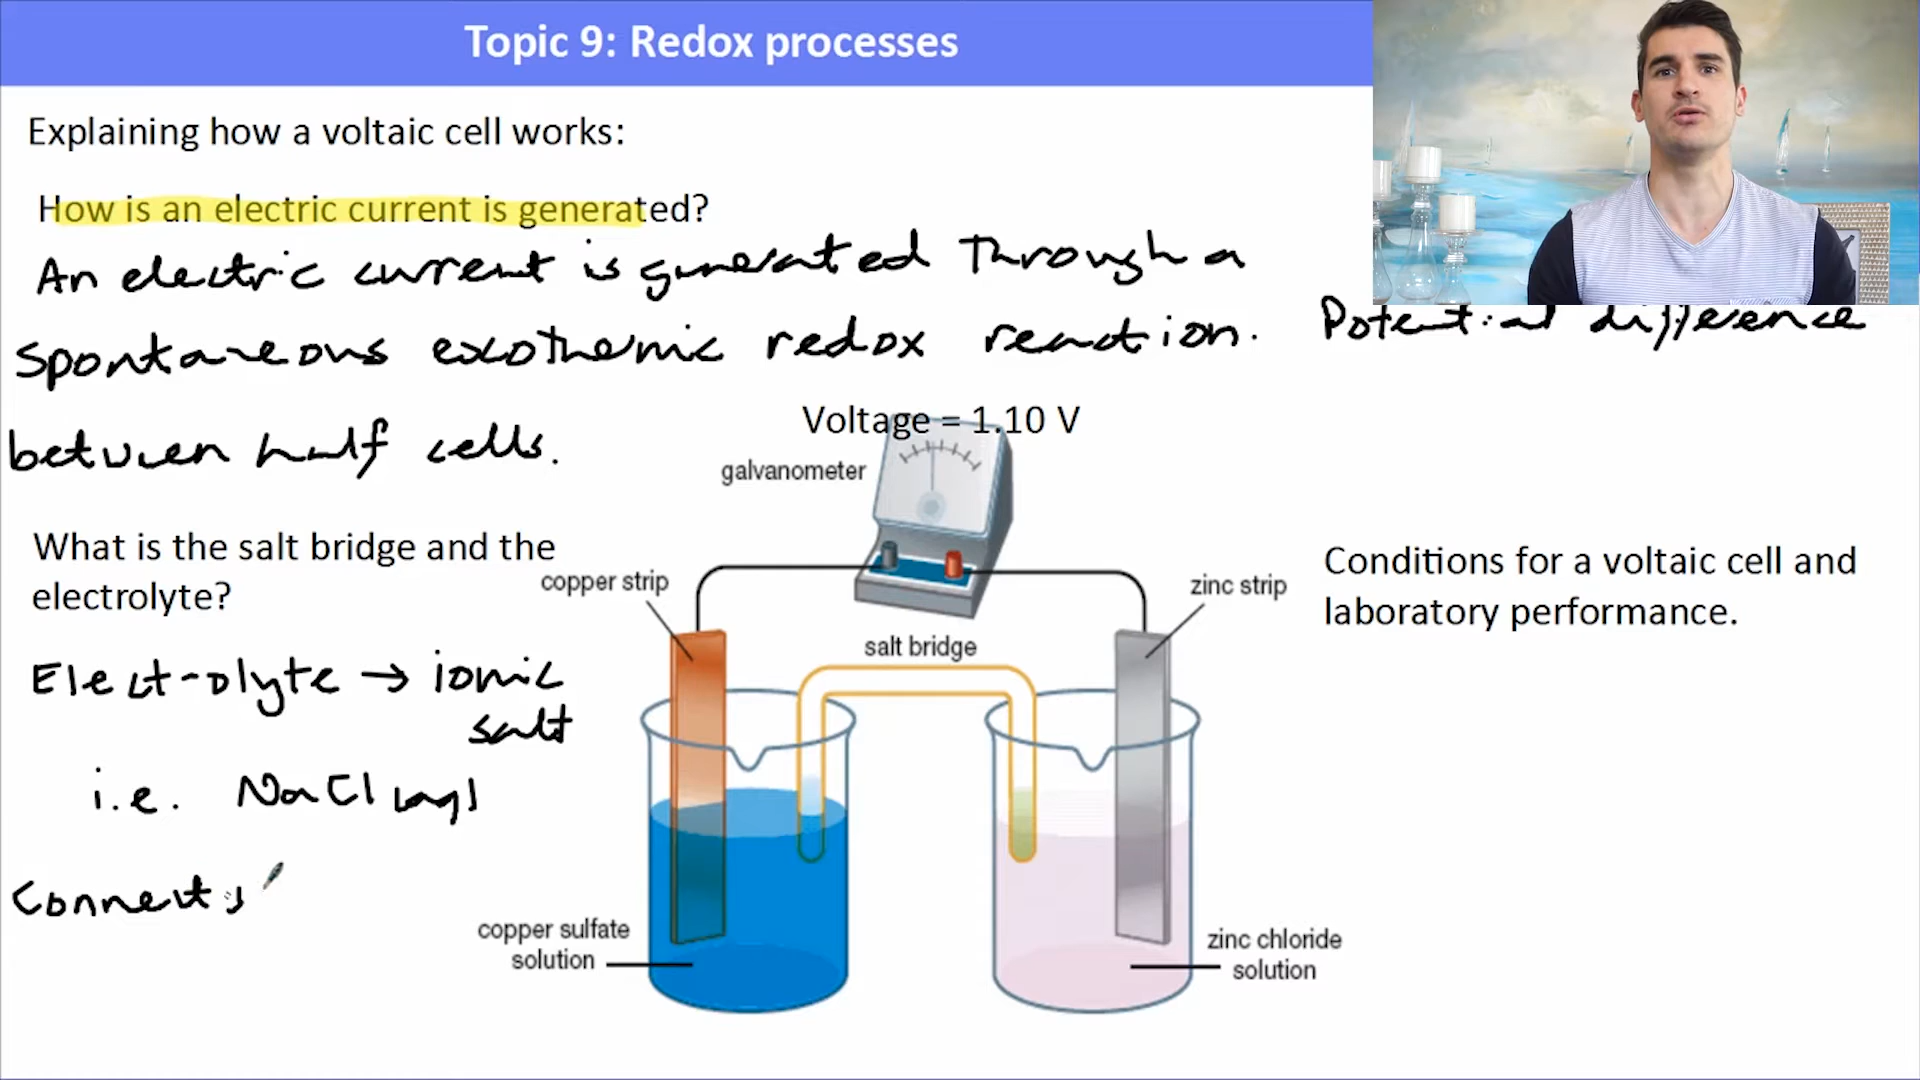 Topic 9: Redox processes
Explaining how a voltaic cell works:
How is an electric current is generated?
An electric current is generated through a
spontaneous exothermic redox reaction.
Potential difference
between half cells.
Voltage = 1.10 V
galvanometer
What is the salt bridge and the
electrolyte?
copper strip
zinc strip
salt bridge
Conditions for a voltaic cell and
laboratory performance.
Electrolyte → ionic
salt
i.e. NaCl (aq)
Connects
copper sulfate
solution
zinc chloride
solution